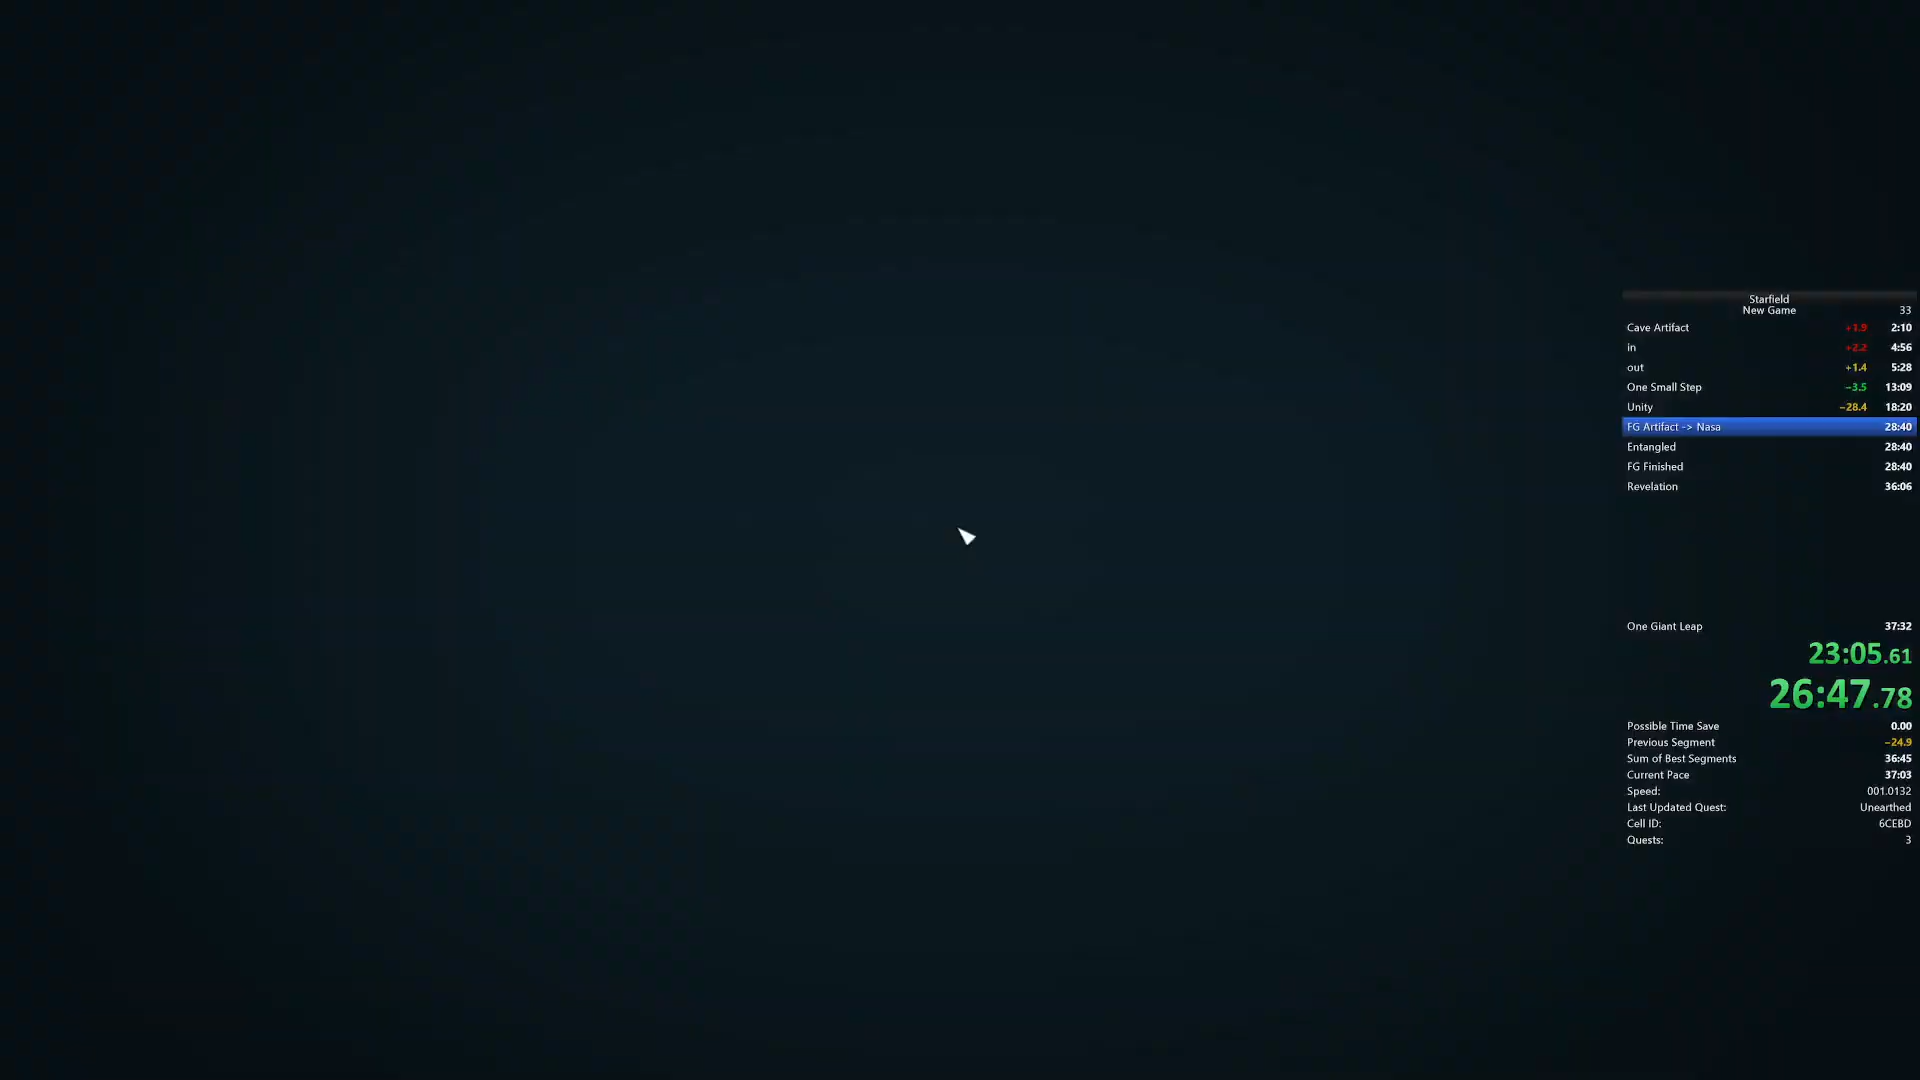 Starfield
New Game 33
Cave Artifact +1.9 2:10
in +2.2 4:56
out +1.4 5:28
One Small Step −3.5 13:09
Unity −28.4 18:20
FG Artifact -> Nasa 28:40
Entangled 28:40
FG Finished 28:40
Revelation 36:06
One Giant Leap 37:32
23:05.61
26:47.78
Possible Time Save 0.00
Previous Segment −24.9
Sum of Best Segments 36:45
Current Pace 37:03
Speed: 001.0132
Last Updated Quest: Unearthed
Cell ID: 6CEBD
Quests: 3